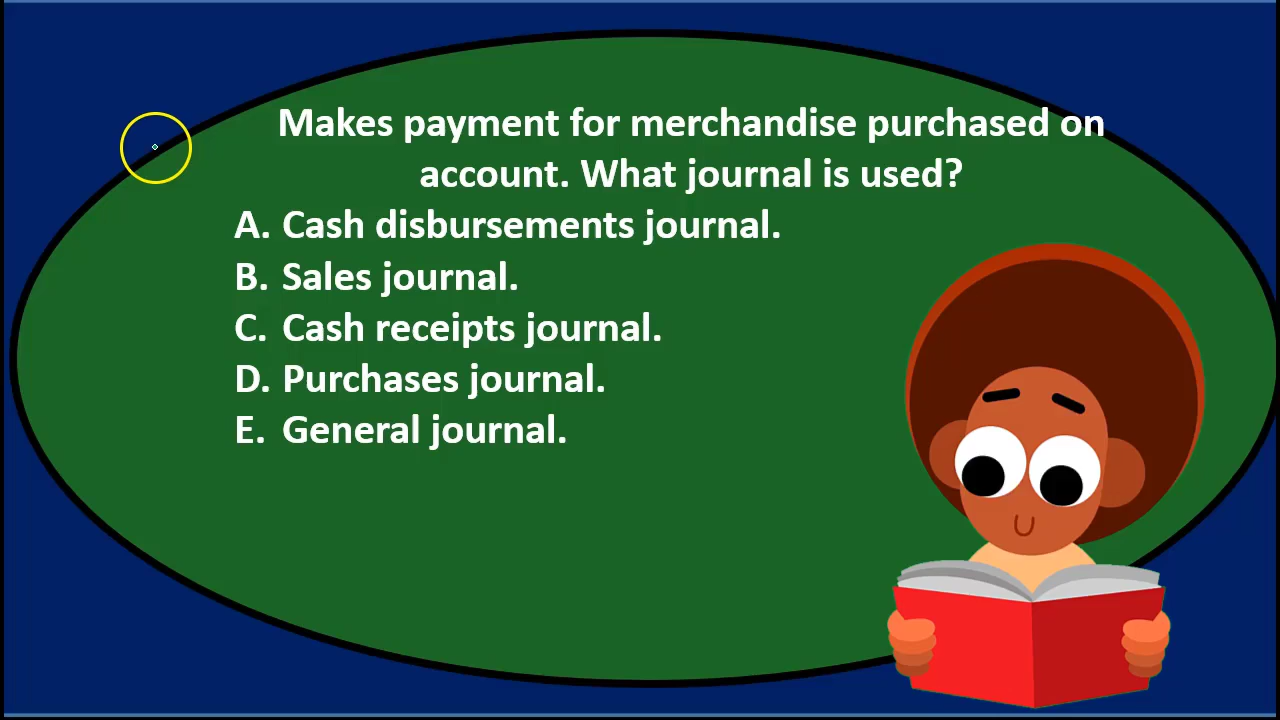 Makes payment for merchandise purchased on
account. What journal is used?
A. Cash disbursements journal.
B. Sales journal.
C. Cash receipts journal.
D. Purchases journal.
E. General journal.